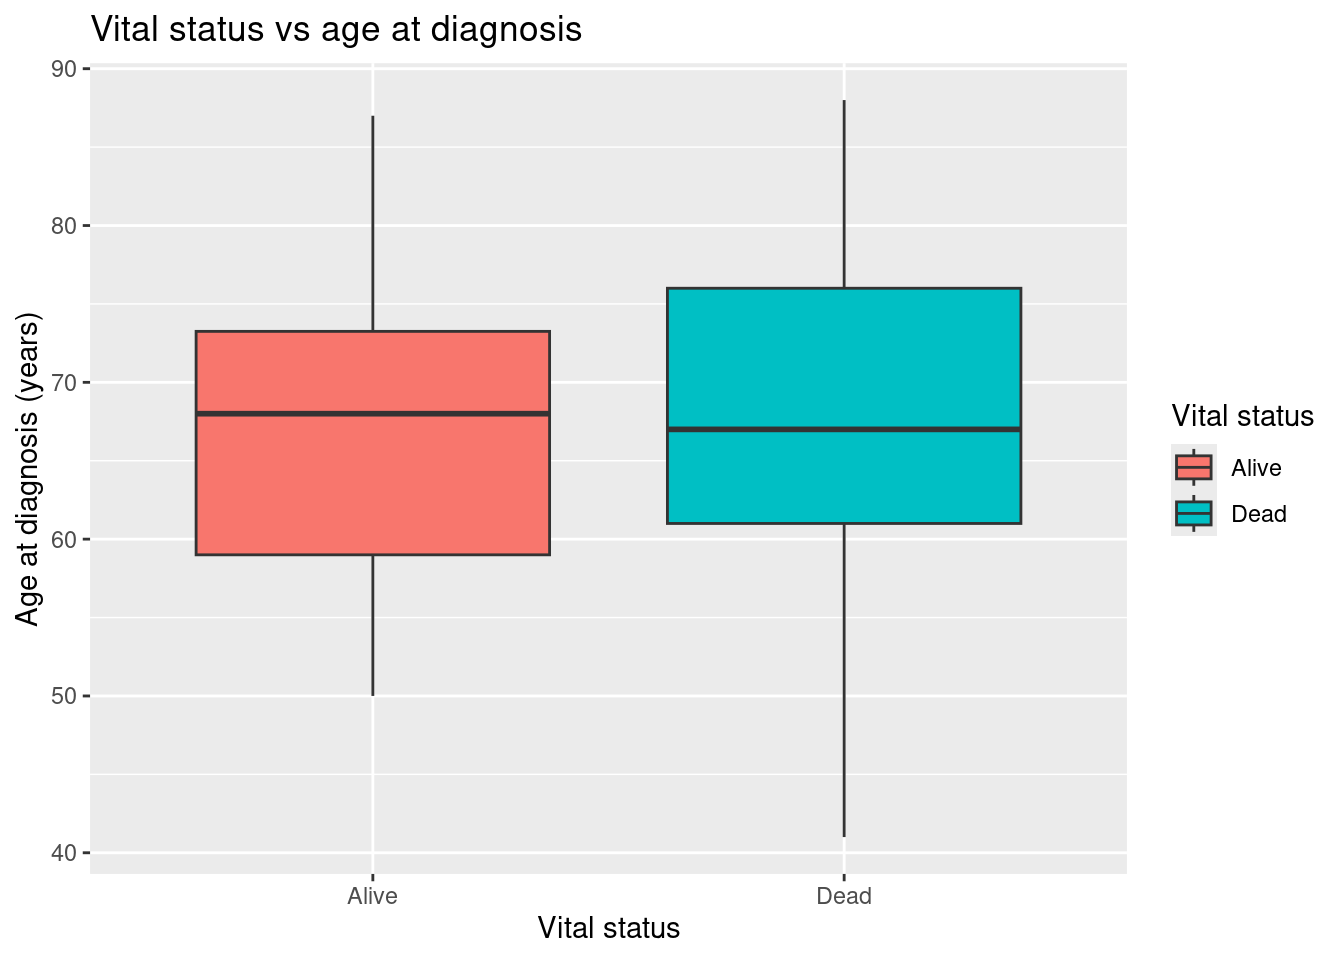 Vital status vs age at diagnosis
90
80
70
60
50
40
Age at diagnosis (years)
Alive
Dead
Vital status
Vital status
Alive
Dead